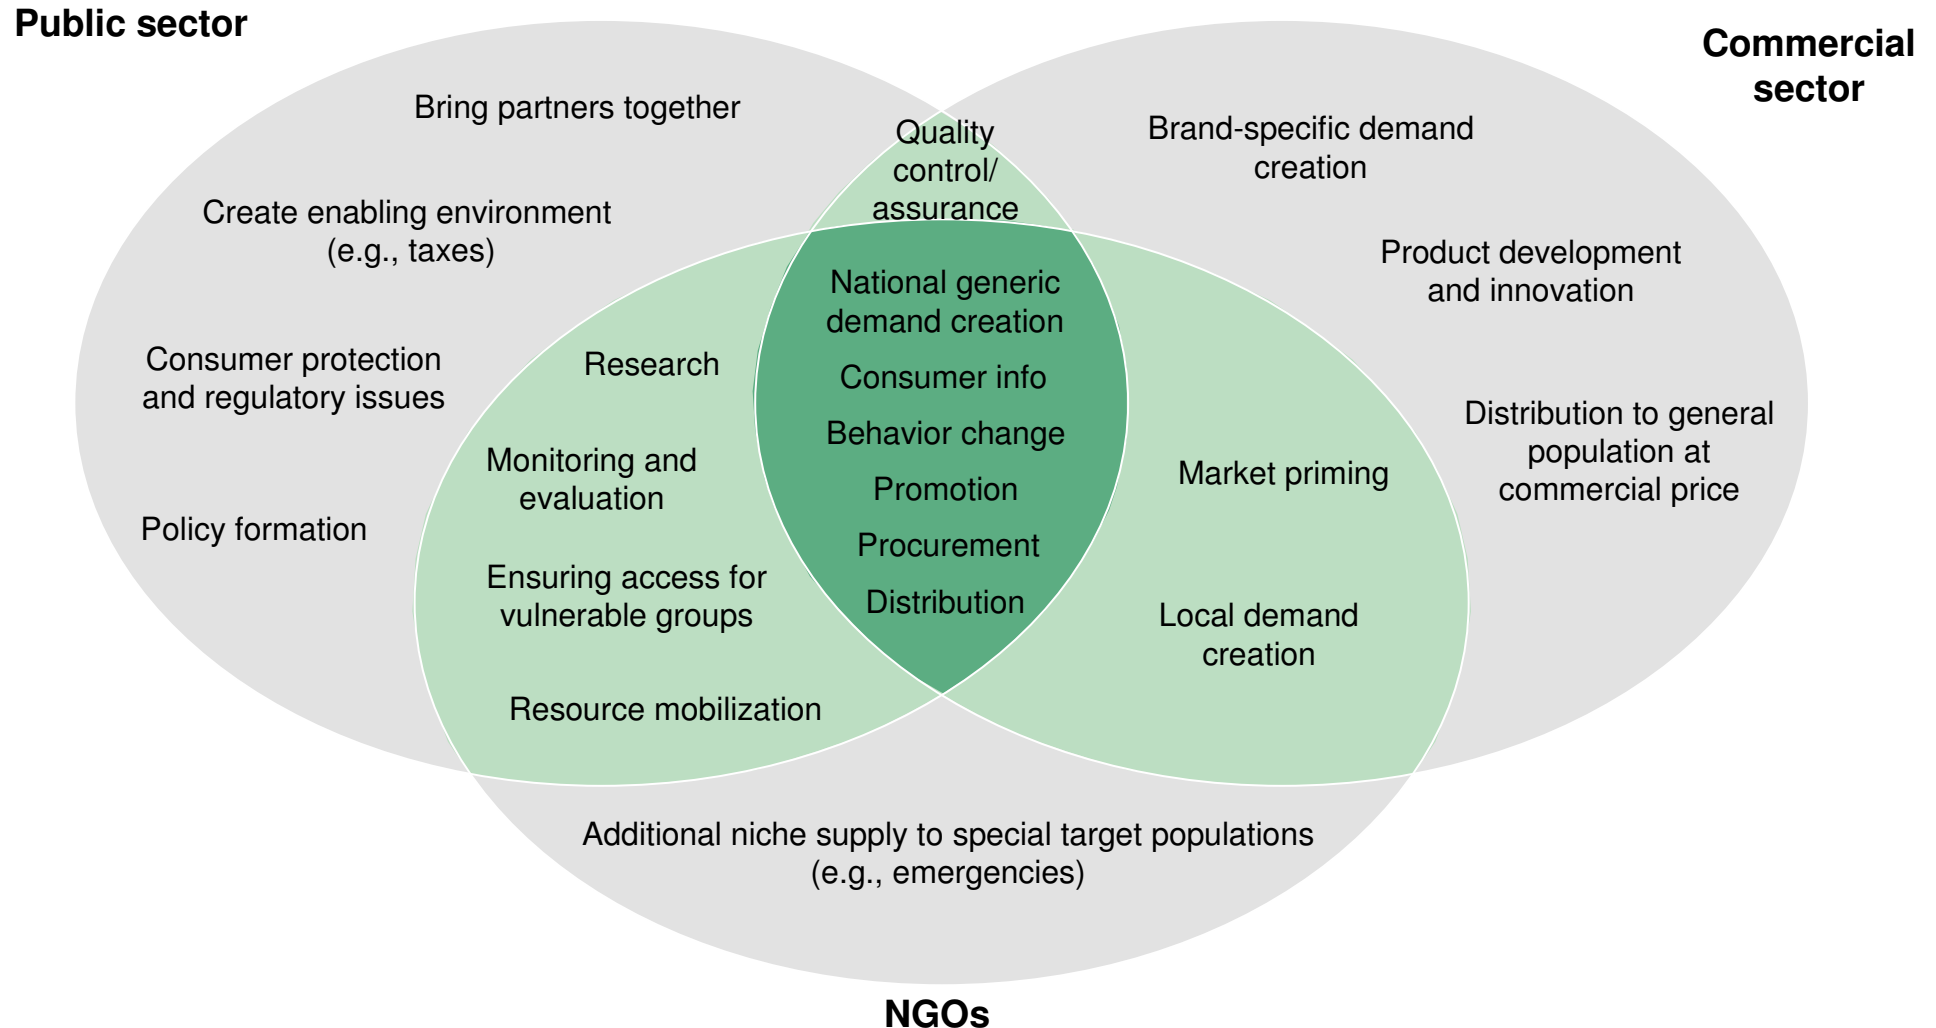 Public sector
Commercial
sector
Bring partners together
Create enabling environment
(e.g., taxes)
Consumer protection
and regulatory issues
Policy formation
Quality
control/
assurance
Brand-specific demand
creation
Product development
and innovation
Distribution to general
population at
commercial price
Research
Monitoring and
evaluation
Ensuring access for
vulnerable groups
Resource mobilization
National generic
demand creation
Consumer info
Behavior change
Promotion
Procurement
Distribution
Market priming
Local demand
creation
Additional niche supply to special target populations
(e.g., emergencies)
NGOs